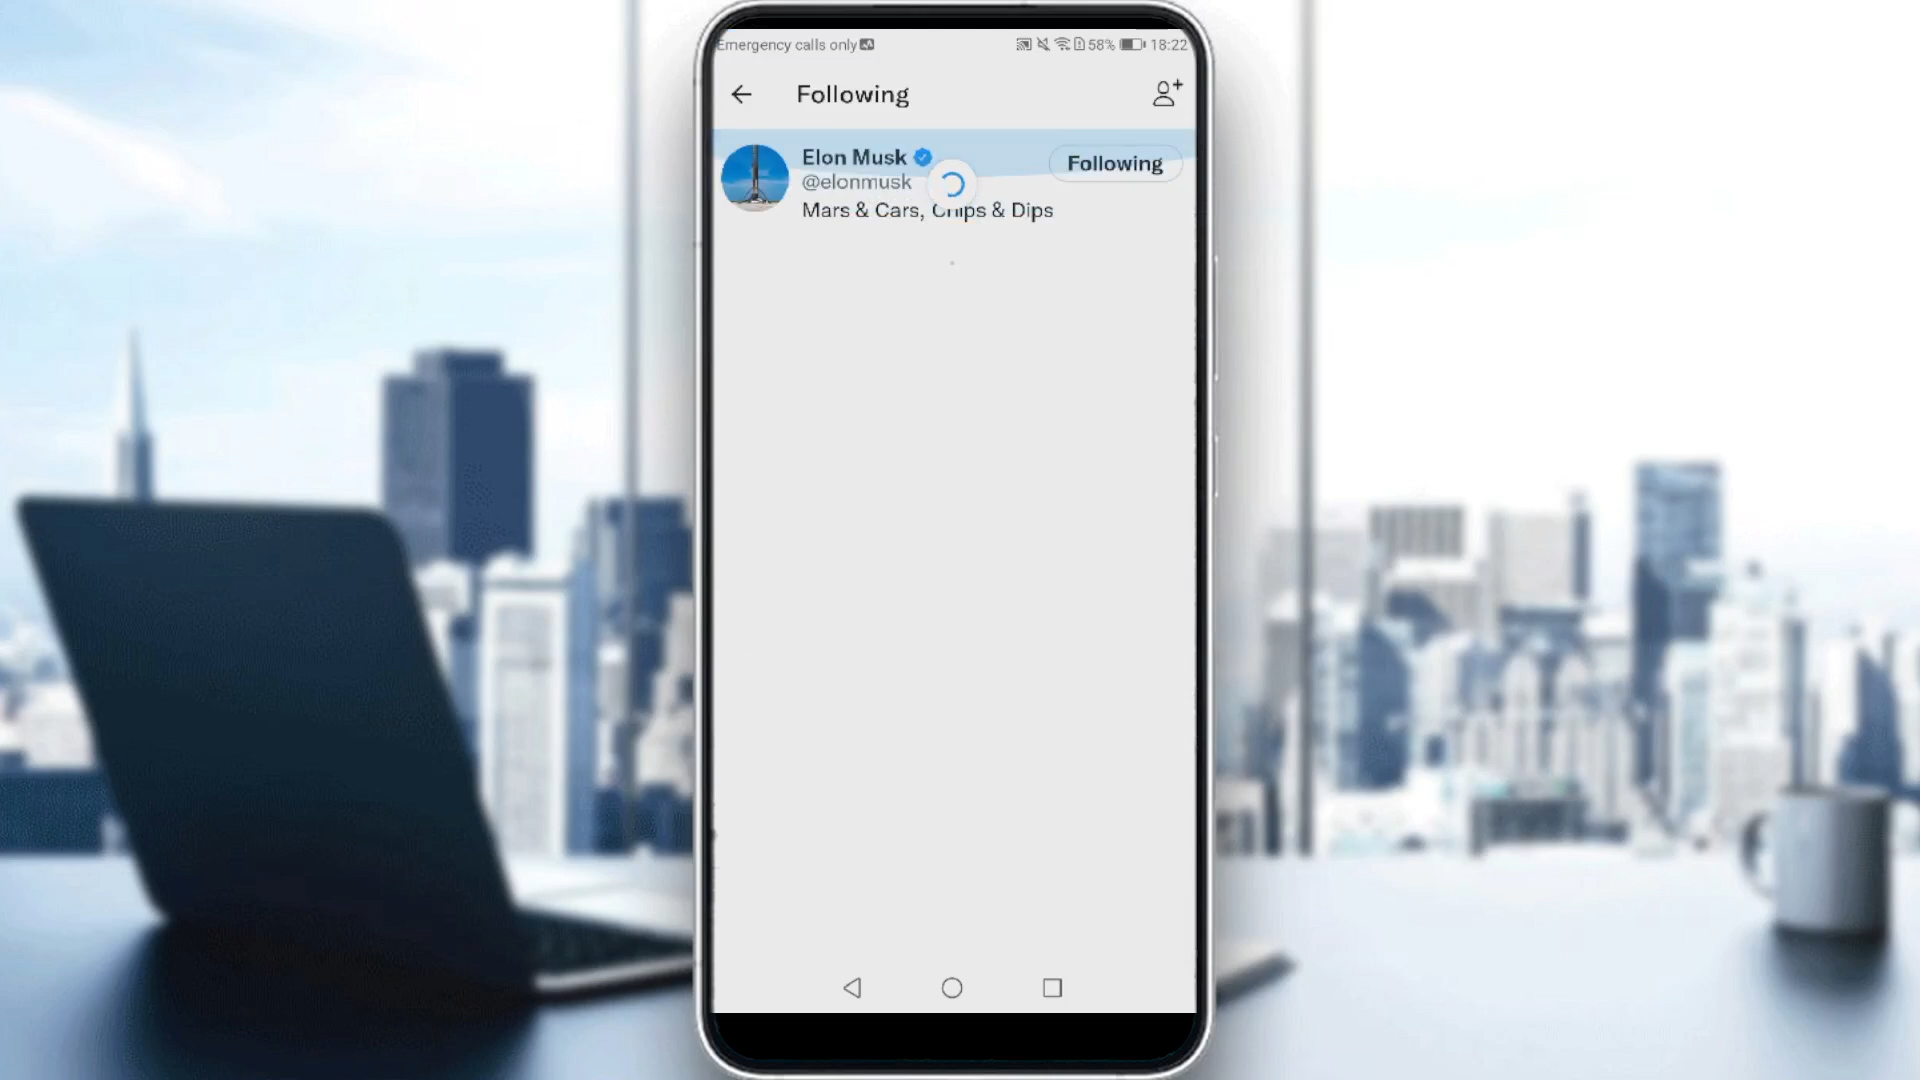 Emergency calls only 58% 18:22
Following
Elon Musk Following
@elonmusk
Mars & Cars, Chips & Dips